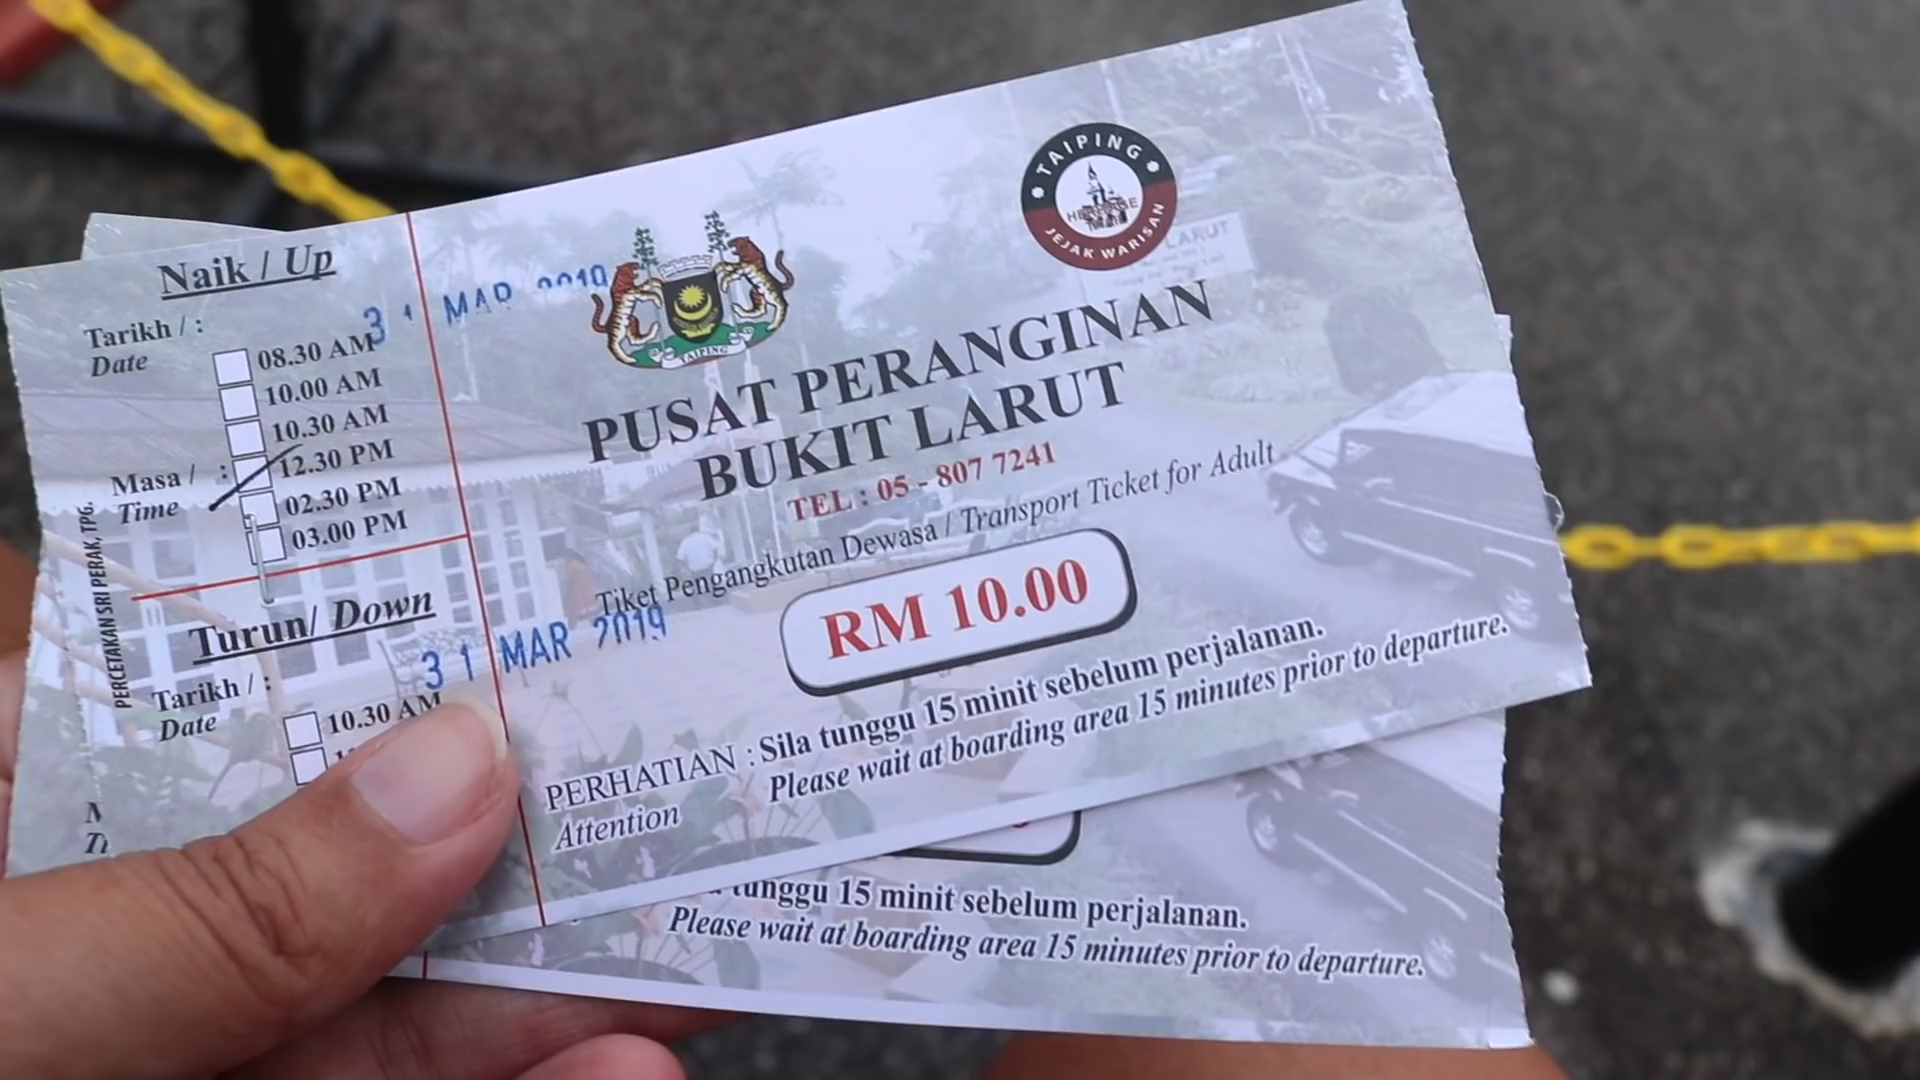 Naik / Up
Tarikh / :
Date
31 MAR 2019
08.30 AM
10.00 AM
10.30 AM
Masa / :
Time
12.30 PM
02.30 PM
03.00 PM
PERCETAKAN SRI PERAK, TPG.
Turun/ Down
Tarikh / :
Date
31 MAR 2019
10.30 AM
TAIPING
TAIPING
HERITAGE
JEJAK WARISAN
LARUT
PUSAT PERANGINAN
BUKIT LARUT
TEL : 05 - 807 7241
Tiket Pengangkutan Dewasa / Transport Ticket for Adult
RM 10.00
PERHATIAN : Sila tunggu 15 minit sebelum perjalanan.
Attention Please wait at boarding area 15 minutes prior to departure.
tunggu 15 minit sebelum perjalanan.
Please wait at boarding area 15 minutes prior to departure.